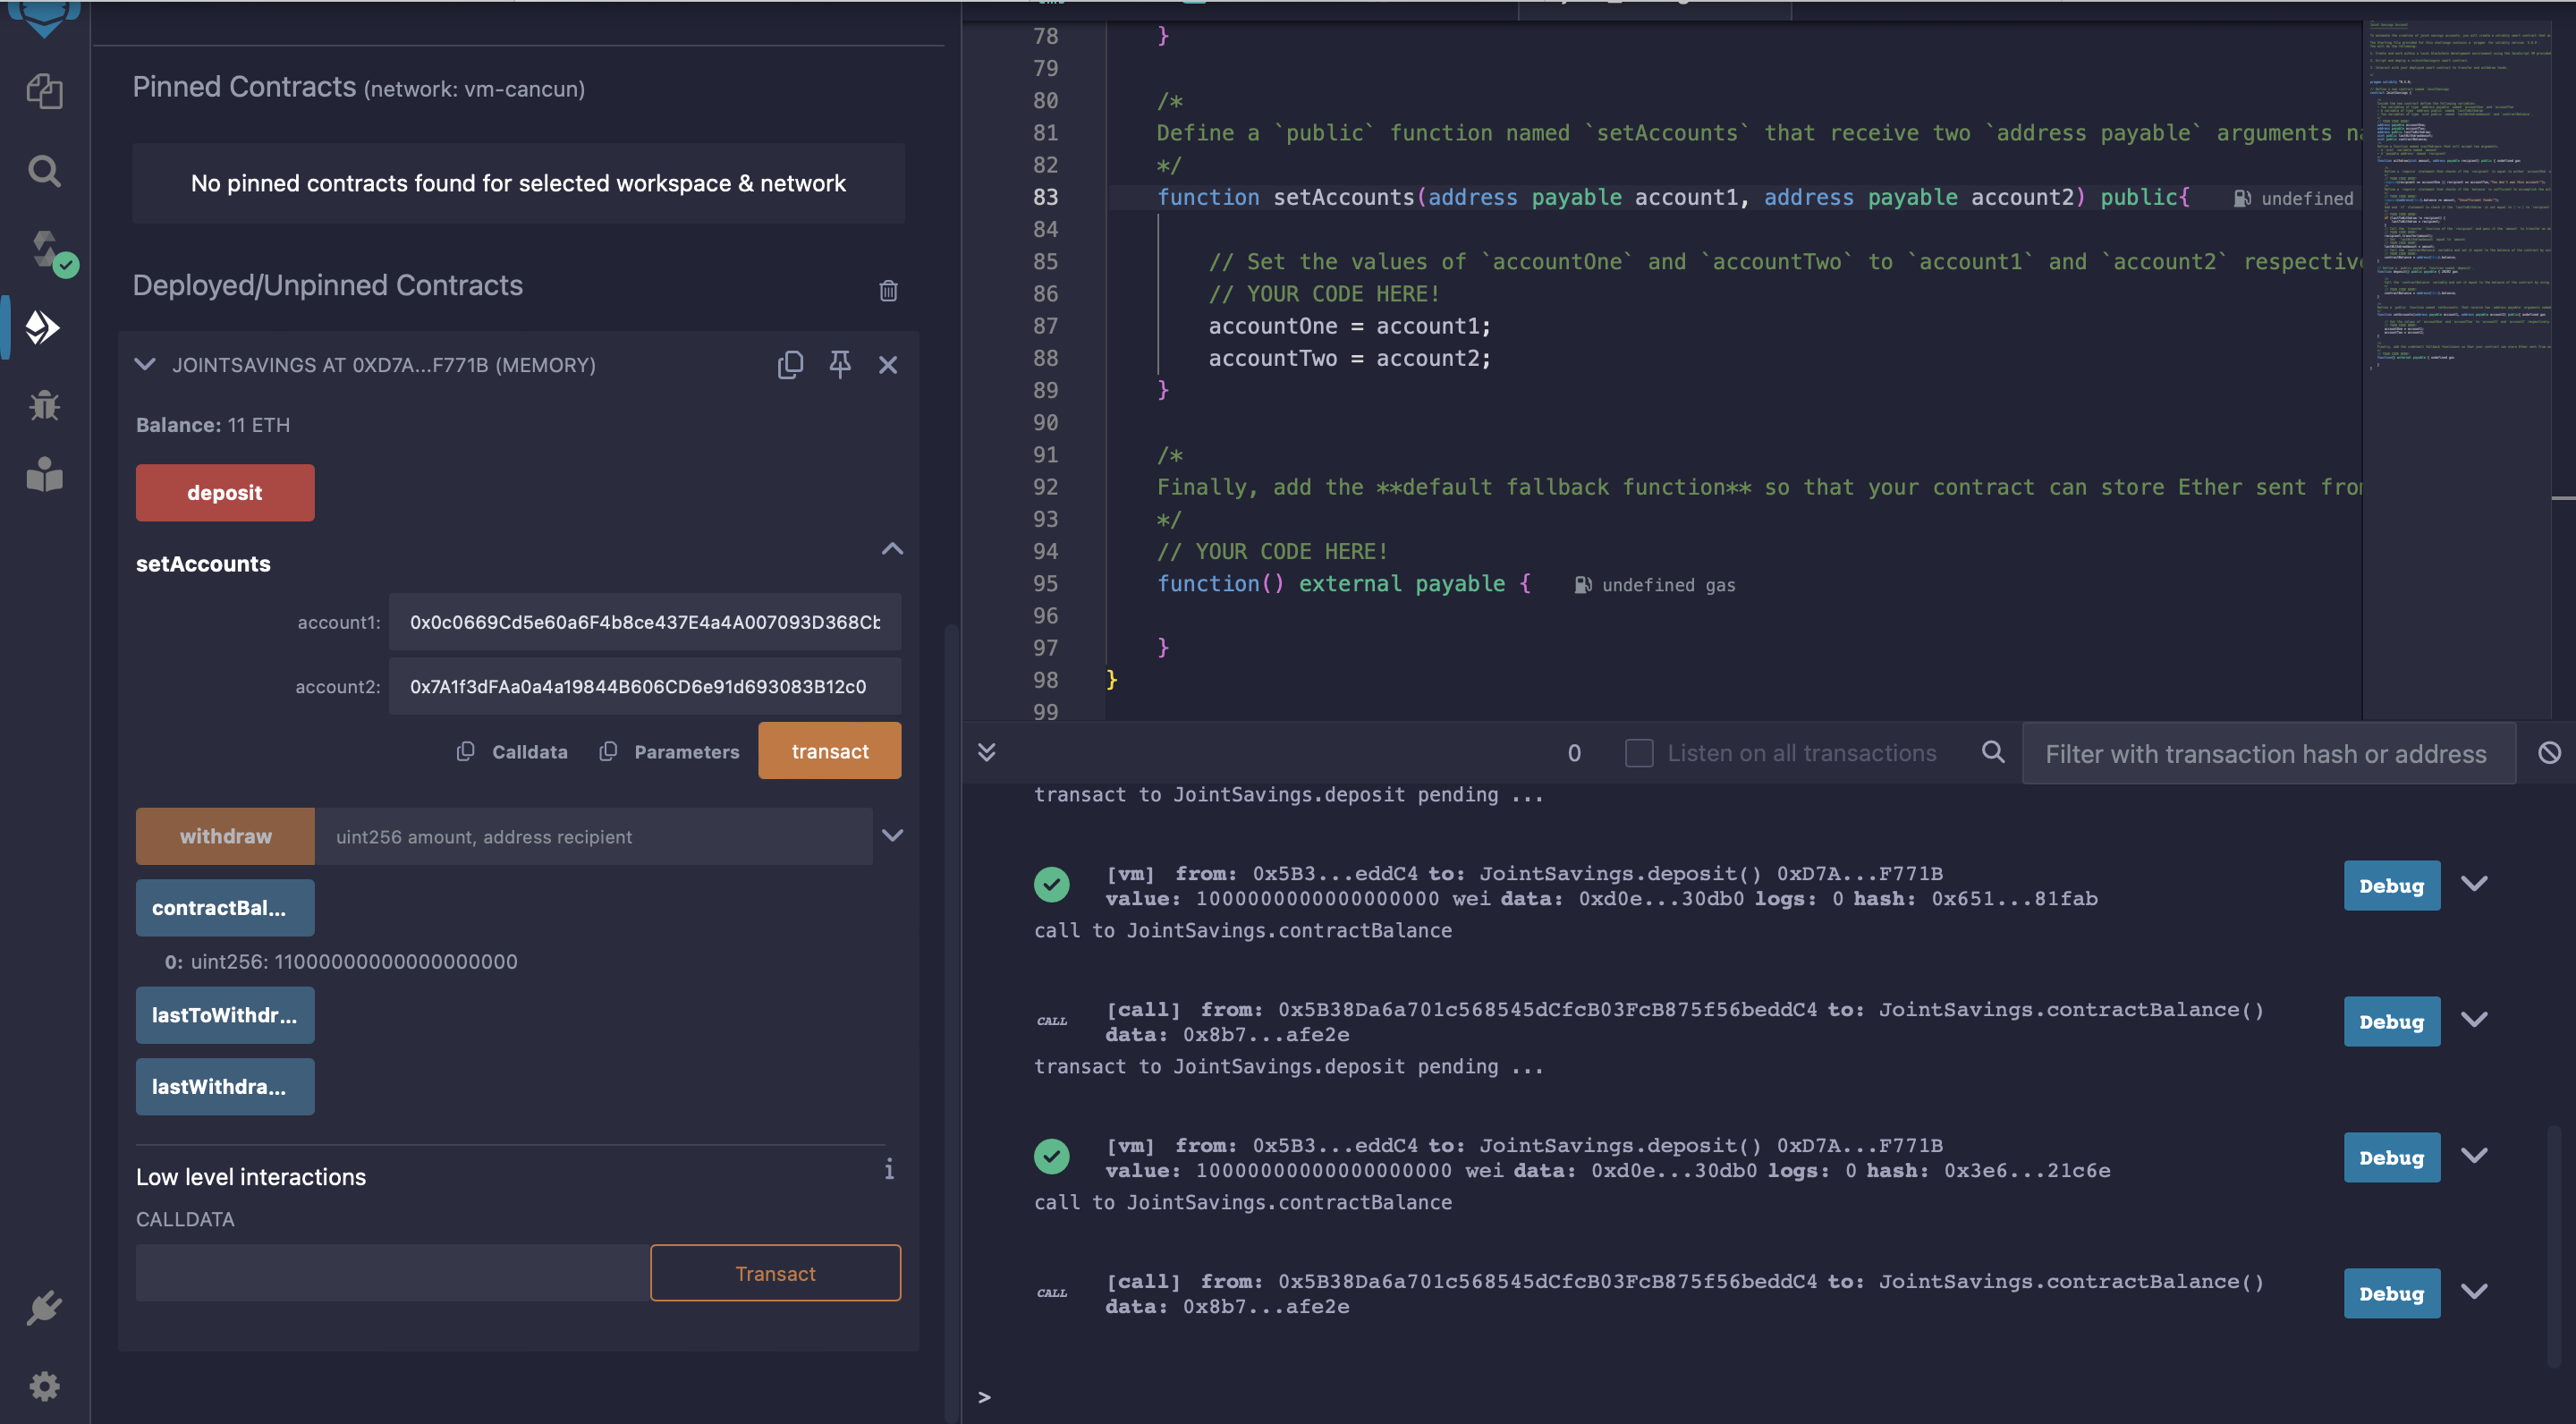 Pinned Contracts (network: vm-cancun)
No pinned contracts found for selected workspace & network
Deployed/Unpinned Contracts
JOINTSAVINGS AT 0XD7A...F771B (MEMORY)
Balance: 11 ETH
deposit
setAccounts
account1: 0x0c0669Cd5e60a6F4b8ce437E4a4A007093D368Cb
account2: 0x7A1f3dFAa0a4a19844B606CD6e91d693083B12c0
Calldata Parameters transact
withdraw uint256 amount, address recipient
contractBal...
0: uint256: 11000000000000000000
lastToWithdr...
lastWithdra...
Low level interactions
i
CALLDATA
Transact
78 }
79
80 /*
81 Define a `public` function named `setAccounts` that receive two `address payable` arguments na
82 */
83 function setAccounts(address payable account1, address payable account2) public{ undefined
84
85 // Set the values of `accountOne` and `accountTwo` to `account1` and `account2` respective
86 // YOUR CODE HERE!
87 accountOne = account1;
88 accountTwo = account2;
89 }
90
91 /*
92 Finally, add the **default fallback function** so that your contract can store Ether sent from
93 */
94 // YOUR CODE HERE!
95 function() external payable { undefined gas
96
97 }
98 }
99
0 Listen on all transactions Filter with transaction hash or address
transact to JointSavings.deposit pending ...
[vm] from: 0x5B3...eddC4 to: JointSavings.deposit() 0xD7A...F771B
value: 1000000000000000000 wei data: 0xd0e...30db0 logs: 0 hash: 0x651...81fab
Debug
call to JointSavings.contractBalance
CALL [call] from: 0x5B38Da6a701c568545dCfcB03FcB875f56beddC4 to: JointSavings.contractBalance()
data: 0x8b7...afe2e
Debug
transact to JointSavings.deposit pending ...
[vm] from: 0x5B3...eddC4 to: JointSavings.deposit() 0xD7A...F771B
value: 10000000000000000000 wei data: 0xd0e...30db0 logs: 0 hash: 0x3e6...21c6e
Debug
call to JointSavings.contractBalance
CALL [call] from: 0x5B38Da6a701c568545dCfcB03FcB875f56beddC4 to: JointSavings.contractBalance()
data: 0x8b7...afe2e
Debug
>